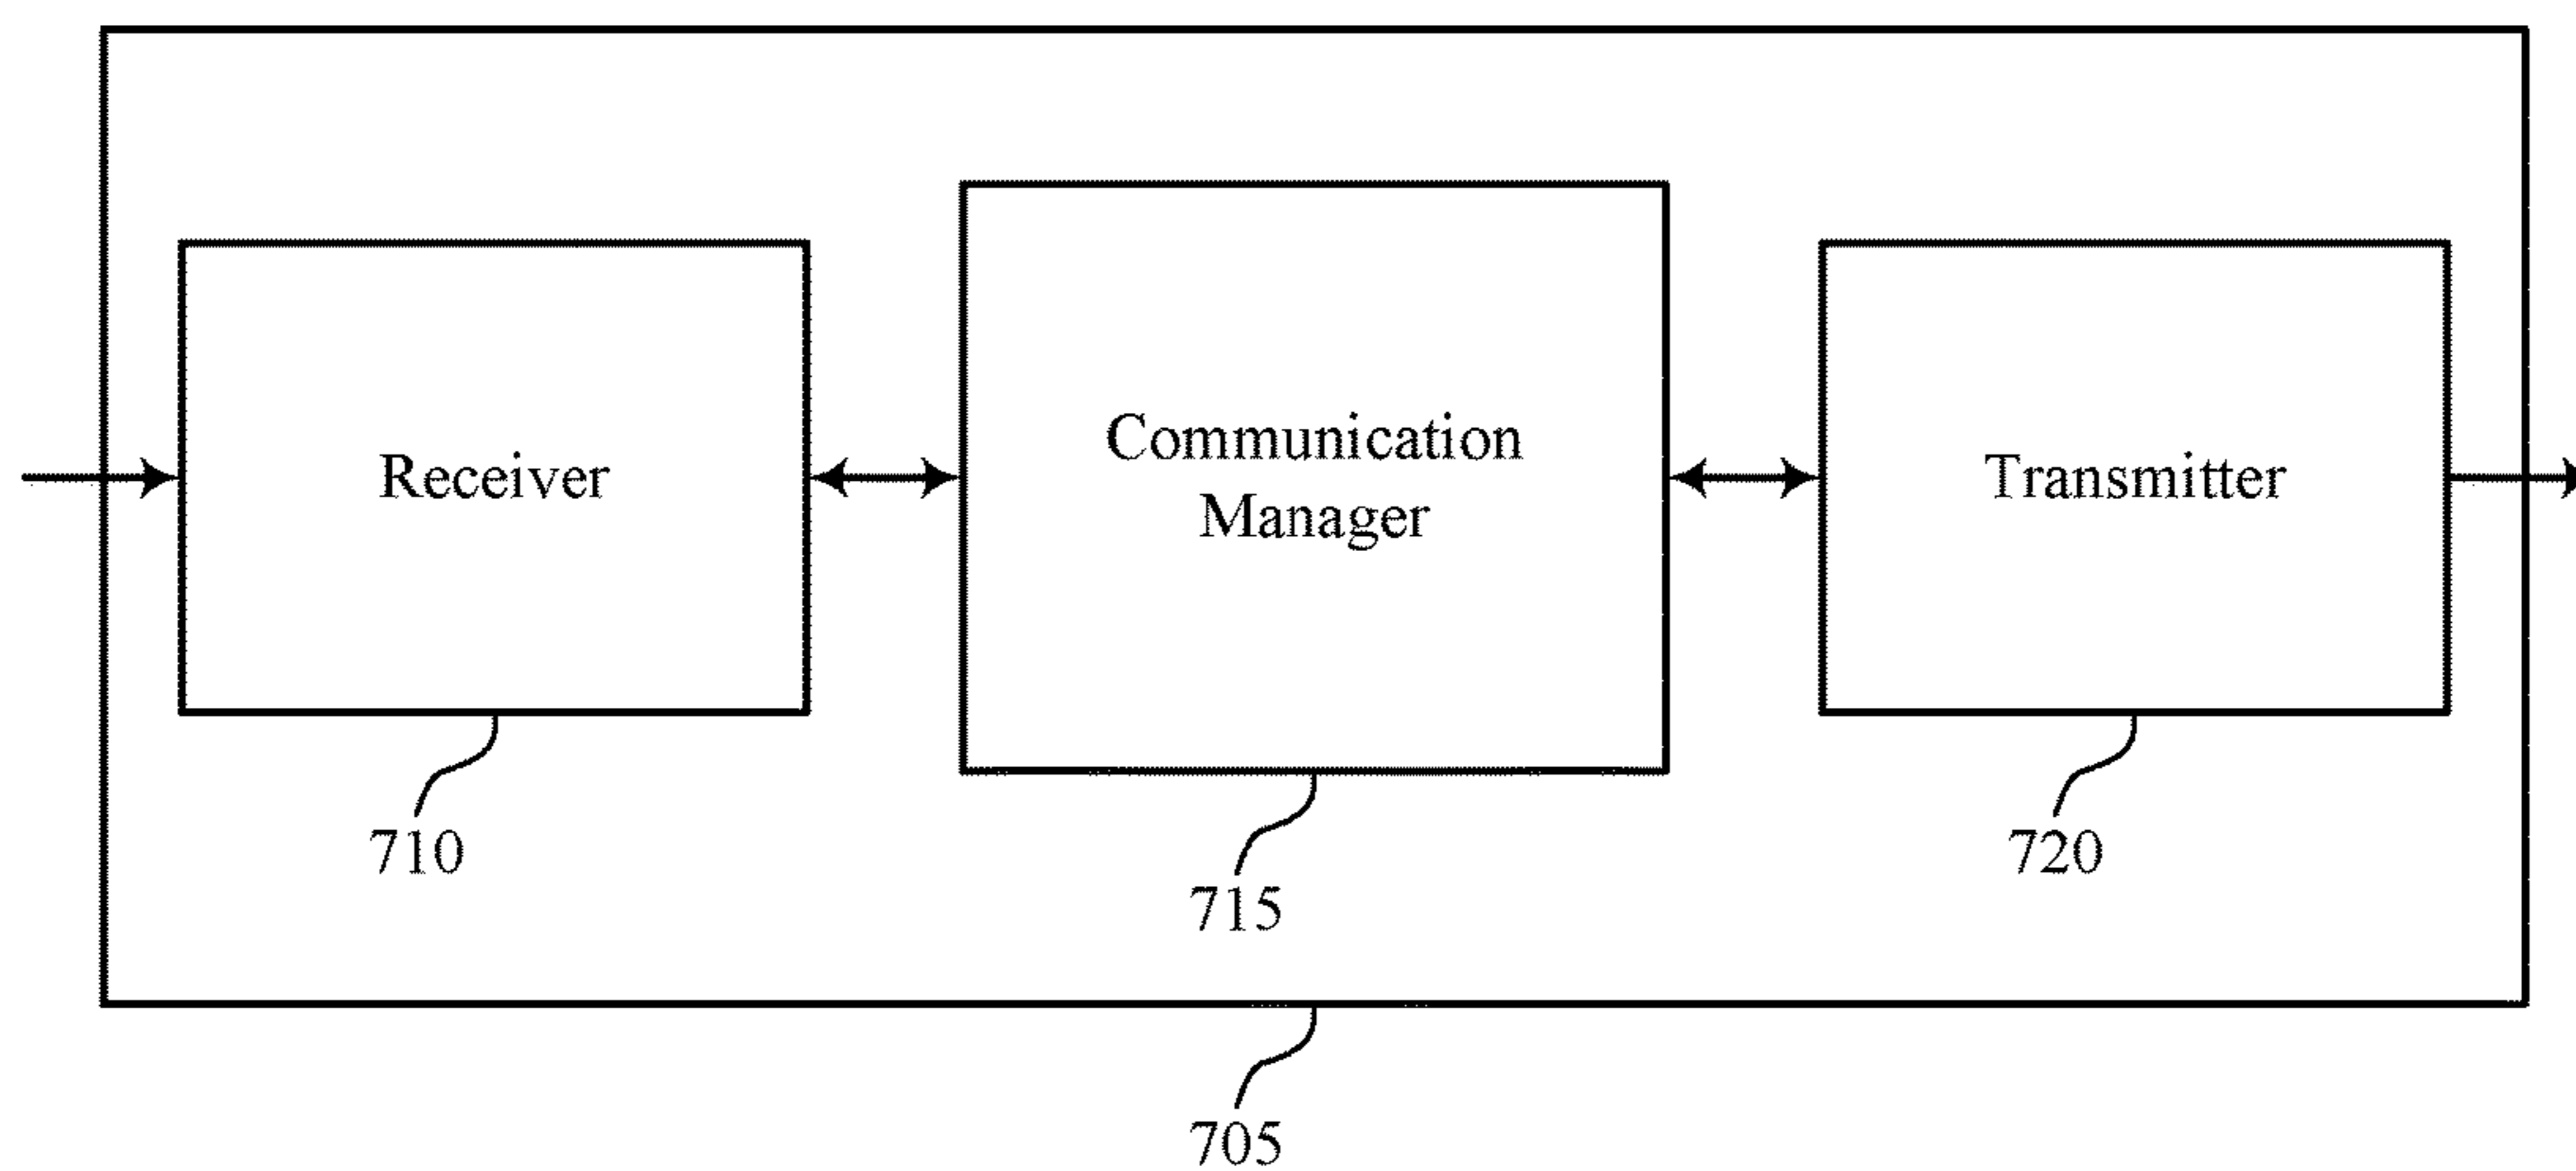 Receiver
Communication
Manager
Transmitter
710
715
720
705